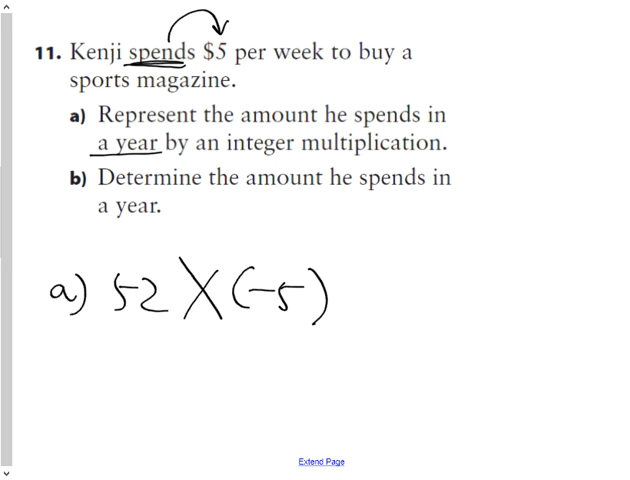 11. Kenji spends $5 per week to buy a
sports magazine.
a) Represent the amount he spends in
a year by an integer multiplication.
b) Determine the amount he spends in
a year.
a) 52 X (-5)
Extend Page